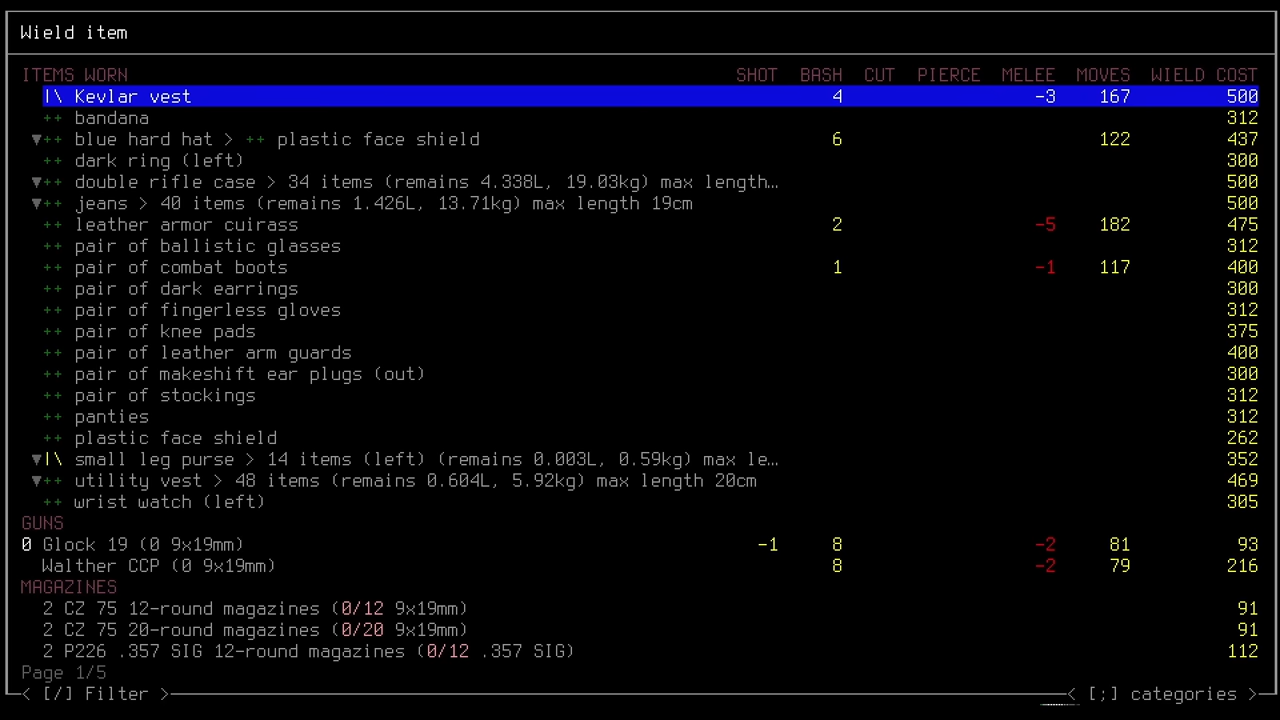 Wield item
ITEMS WORN SHOT BASH CUT PIERCE MELEE MOVES WIELD COST
|\ Kevlar vest 4 -3 167 500
++ bandana 312
▼++ blue hard hat > ++ plastic face shield 6 122 437
++ dark ring (left) 300
▼++ double rifle case > 34 items (remains 4.338L, 19.03kg) max length… 500
▼++ jeans > 40 items (remains 1.426L, 13.71kg) max length 19cm 500
++ leather armor cuirass 2 -5 182 475
++ pair of ballistic glasses 312
++ pair of combat boots 1 -1 117 400
++ pair of dark earrings 300
++ pair of fingerless gloves 312
++ pair of knee pads 375
++ pair of leather arm guards 400
++ pair of makeshift ear plugs (out) 300
++ pair of stockings 312
++ panties 312
++ plastic face shield 262
▼|\ small leg purse > 14 items (left) (remains 0.003L, 0.59kg) max le… 352
▼++ utility vest > 48 items (remains 0.604L, 5.92kg) max length 20cm 469
++ wrist watch (left) 305
GUNS
0 Glock 19 (0 9x19mm) -1 8 -2 81 93
Walther CCP (0 9x19mm) 8 -2 79 216
MAGAZINES
2 CZ 75 12-round magazines (0/12 9x19mm) 91
2 CZ 75 20-round magazines (0/20 9x19mm) 91
2 P226 .357 SIG 12-round magazines (0/12 .357 SIG) 112
Page 1/5
< [/] Filter > < [;] categories >